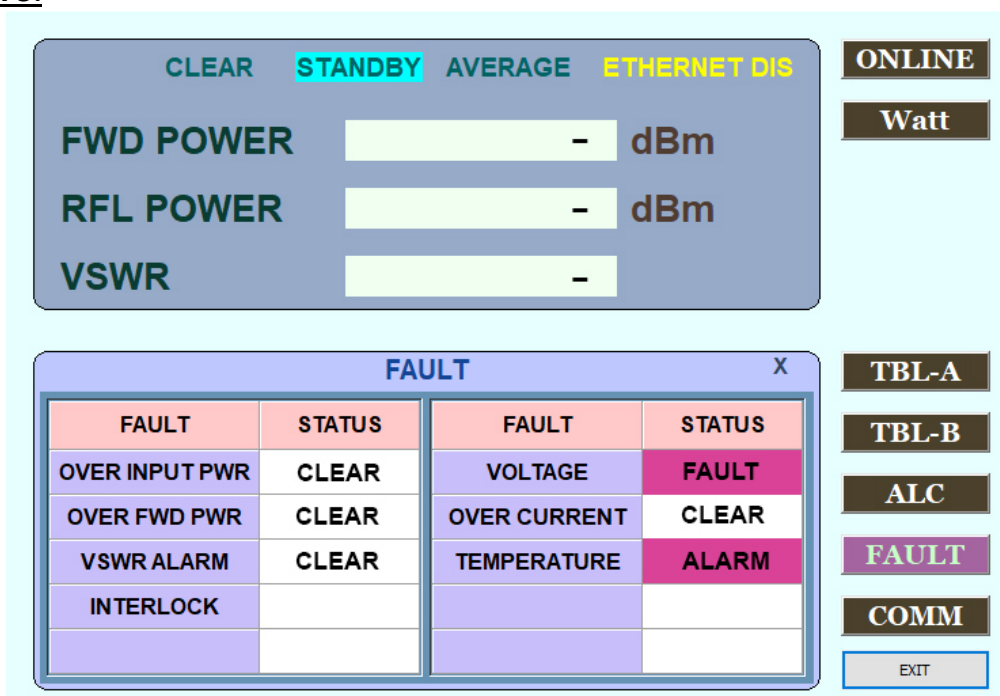 CLEAR STANDBY AVERAGE ETHERNET DIS
ONLINE
Watt
FWD POWER - dBm
RFL POWER - dBm
VSWR -
FAULT X
FAULT STATUS FAULT STATUS
OVER INPUT PWR CLEAR VOLTAGE FAULT
OVER FWD PWR CLEAR OVER CURRENT CLEAR
VSWR ALARM CLEAR TEMPERATURE ALARM
INTERLOCK
TBL-A
TBL-B
ALC
FAULT
COMM
EXIT